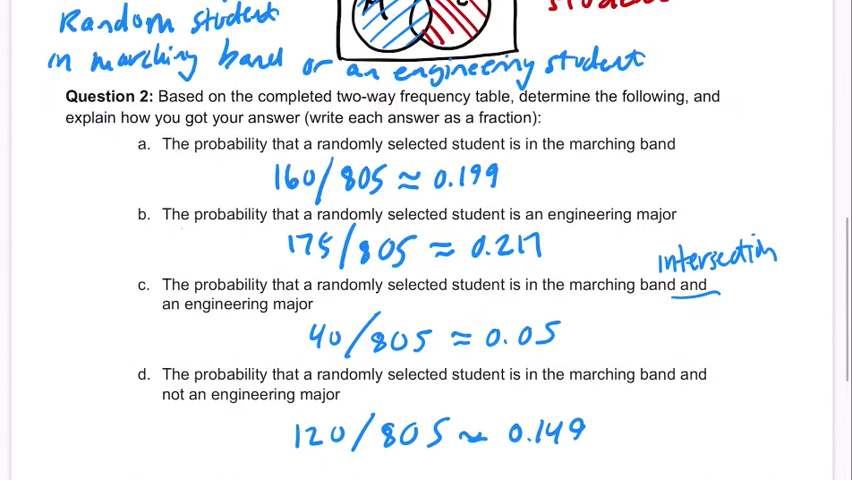 Random student
in marching band or an engineering student
Question 2: Based on the completed two-way frequency table, determine the following, and
explain how you got your answer (write each answer as a fraction):
a. The probability that a randomly selected student is in the marching band
160/805 ≈ 0.199
b. The probability that a randomly selected student is an engineering major
175/805 ≈ 0.217
intersection
c. The probability that a randomly selected student is in the marching band and
an engineering major
40/805 ≈ 0.05
d. The probability that a randomly selected student is in the marching band and
not an engineering major
120/805 ≈ 0.149